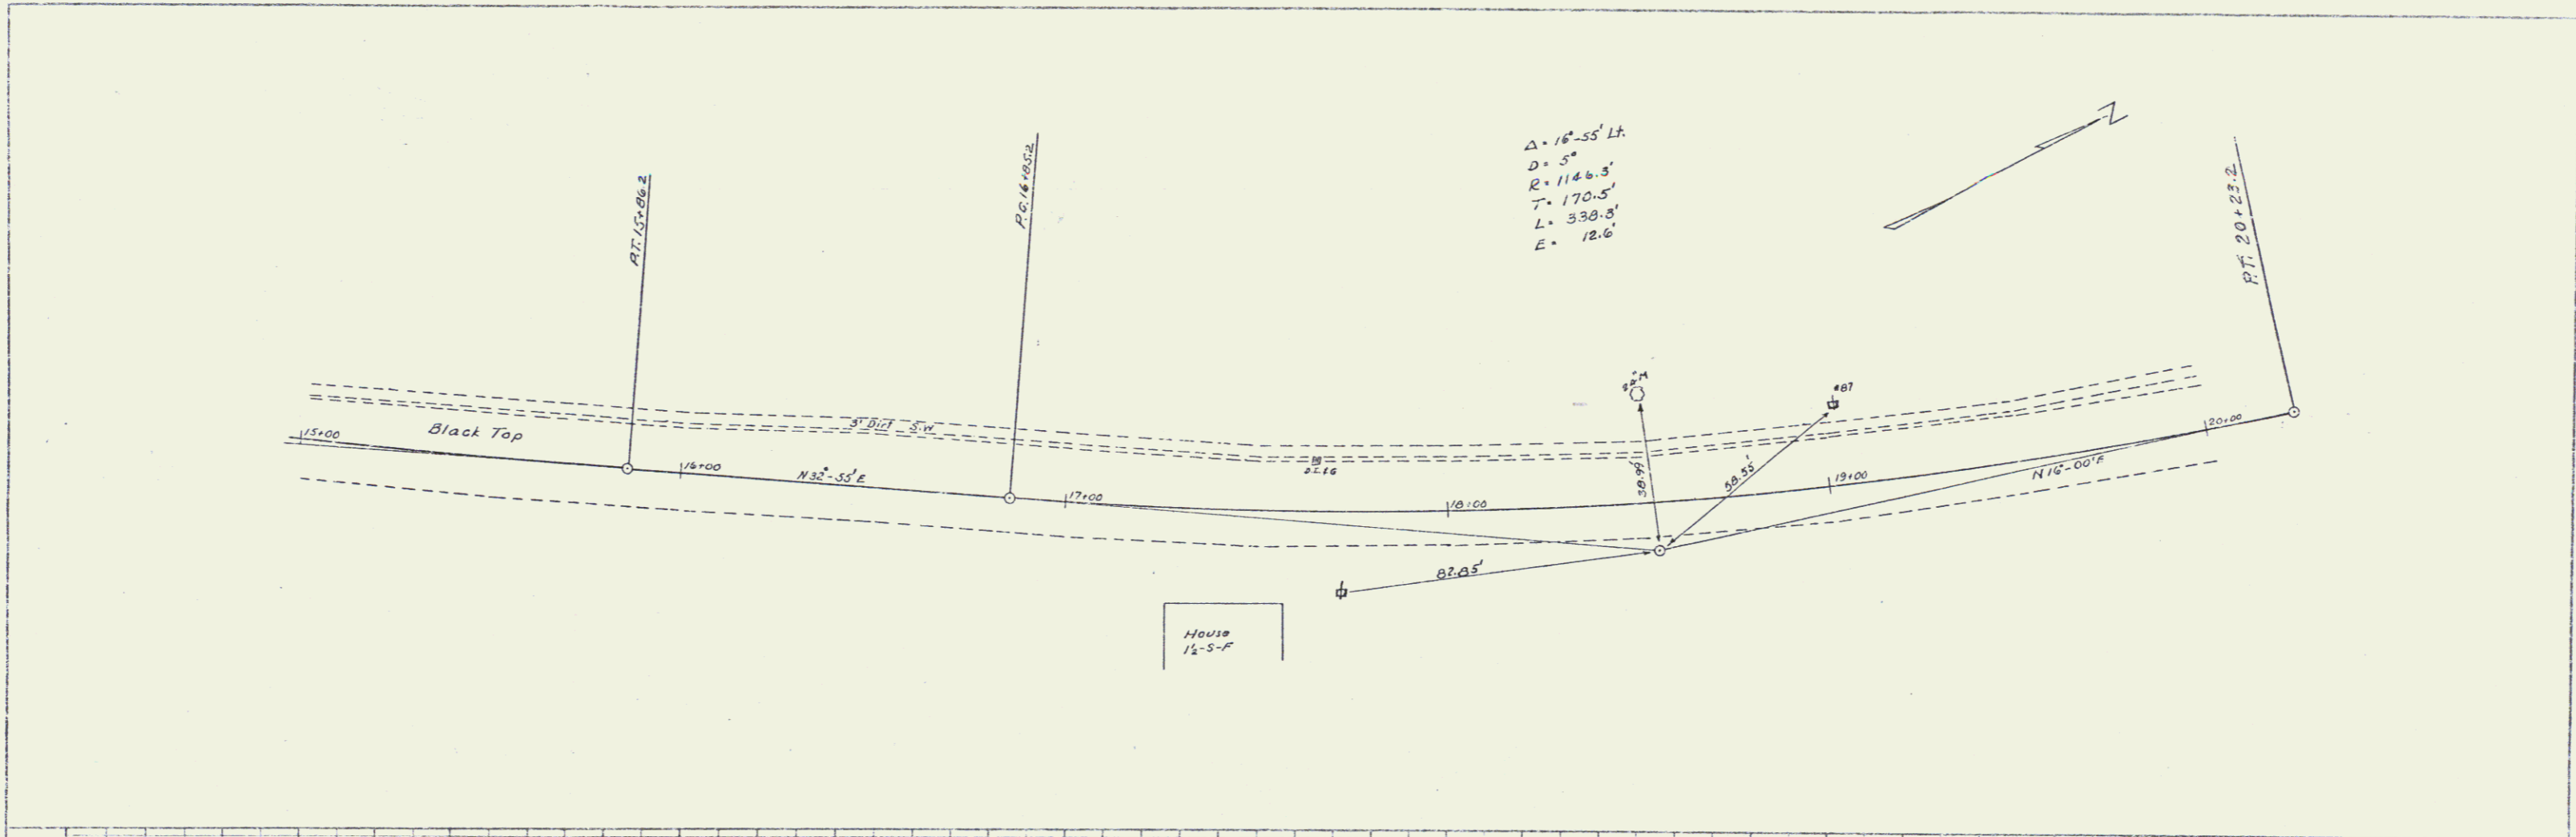 Δ = 16°-55' Lt.
D = 5°
R = 1146.3'
T = 170.5'
L = 338.3'
E = 12.6'
N
P.T. 15+86.2
P.C. 16+85.2
P.T. 20+23.2
#87
15+00
Black Top
3' Dirt S.W.
16+00
N32°-55'E
17+00
18+00
38.99'
58.55'
19+00
N16°-00'E
20+00
82.85'
House
1½-S-F